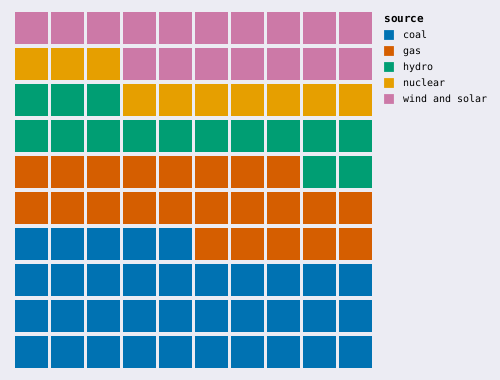 source
coal
gas
hydro
nuclear
wind and solar